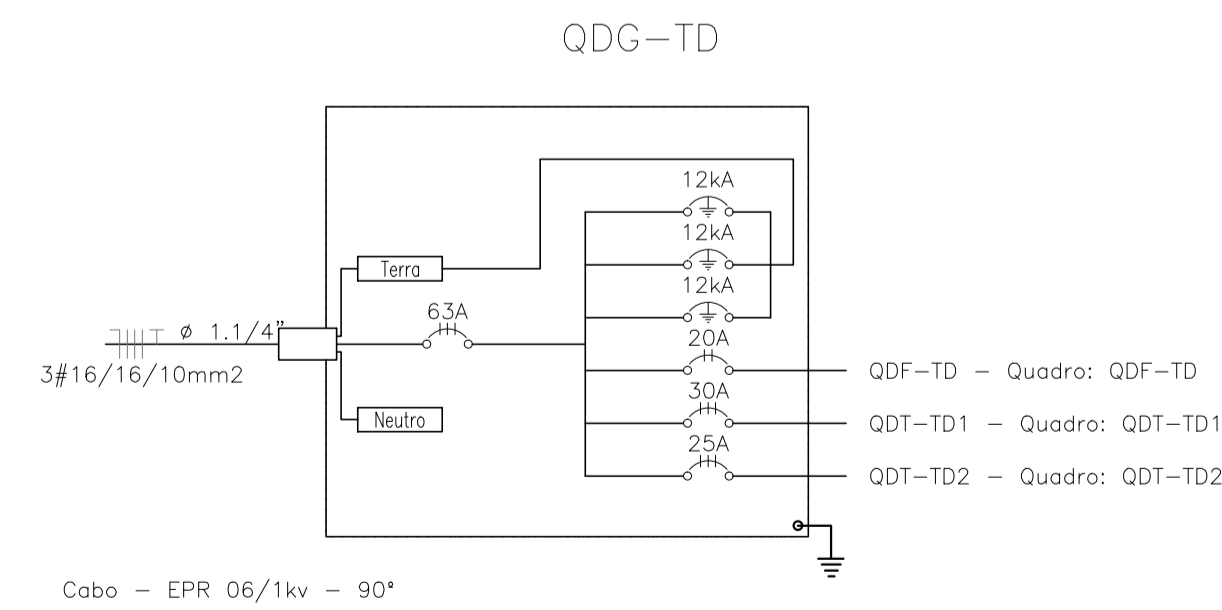 QDG-TD
12kA
12kA
Terra
12kA
63A
ø 1.1/4"
20A
3#16/16/10mm2
QDF-TD - Quadro: QDF-TD
30A
Neutro
QDT-TD1 - Quadro: QDT-TD1
25A
QDT-TD2 - Quadro: QDT-TD2
Cabo - EPR 06/1kv - 90º